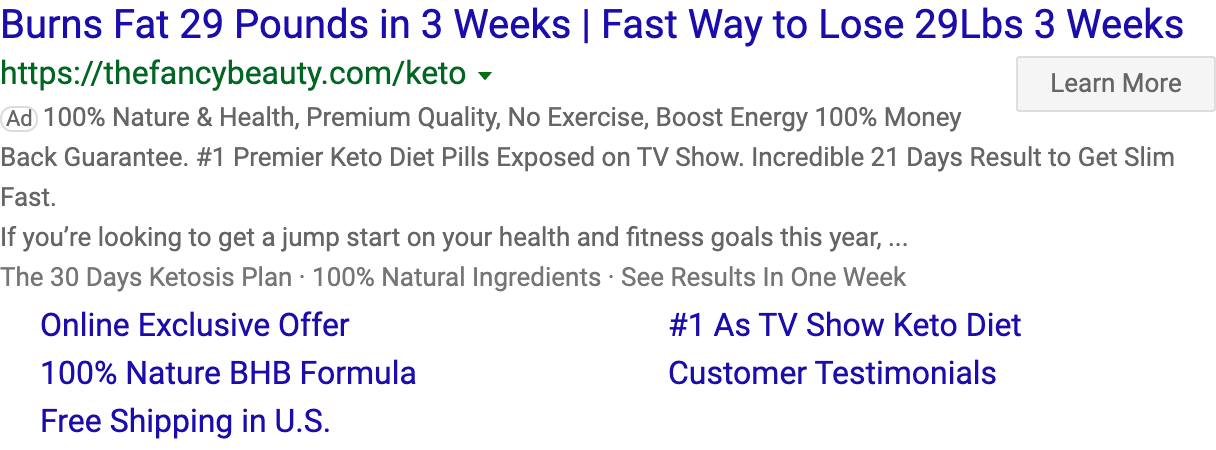 Burns Fat 29 Pounds in 3 Weeks | Fast Way to Lose 29Lbs 3 Weeks
https://thefancybeauty.com/keto
Learn More
Ad 100% Nature & Health, Premium Quality, No Exercise, Boost Energy 100% Money
Back Guarantee. #1 Premier Keto Diet Pills Exposed on TV Show. Incredible 21 Days Result to Get Slim
Fast.
If you’re looking to get a jump start on your health and fitness goals this year, ...
The 30 Days Ketosis Plan · 100% Natural Ingredients · See Results In One Week
Online Exclusive Offer
#1 As TV Show Keto Diet
100% Nature BHB Formula
Customer Testimonials
Free Shipping in U.S.